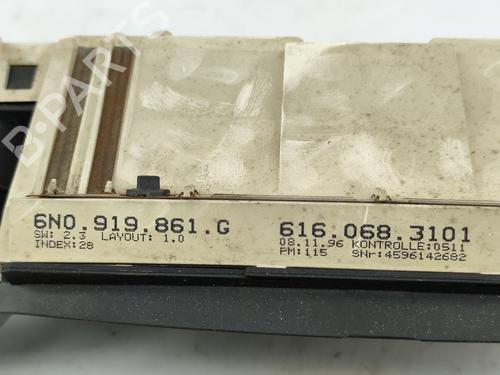 B-PARTS
6N0.919.861.G 616.068.3101
SW: 2.3 LAYOUT: 1.0 08.11.96 KONTROLLE:0511
INDEX:28 PM:115 SNr:4596142682